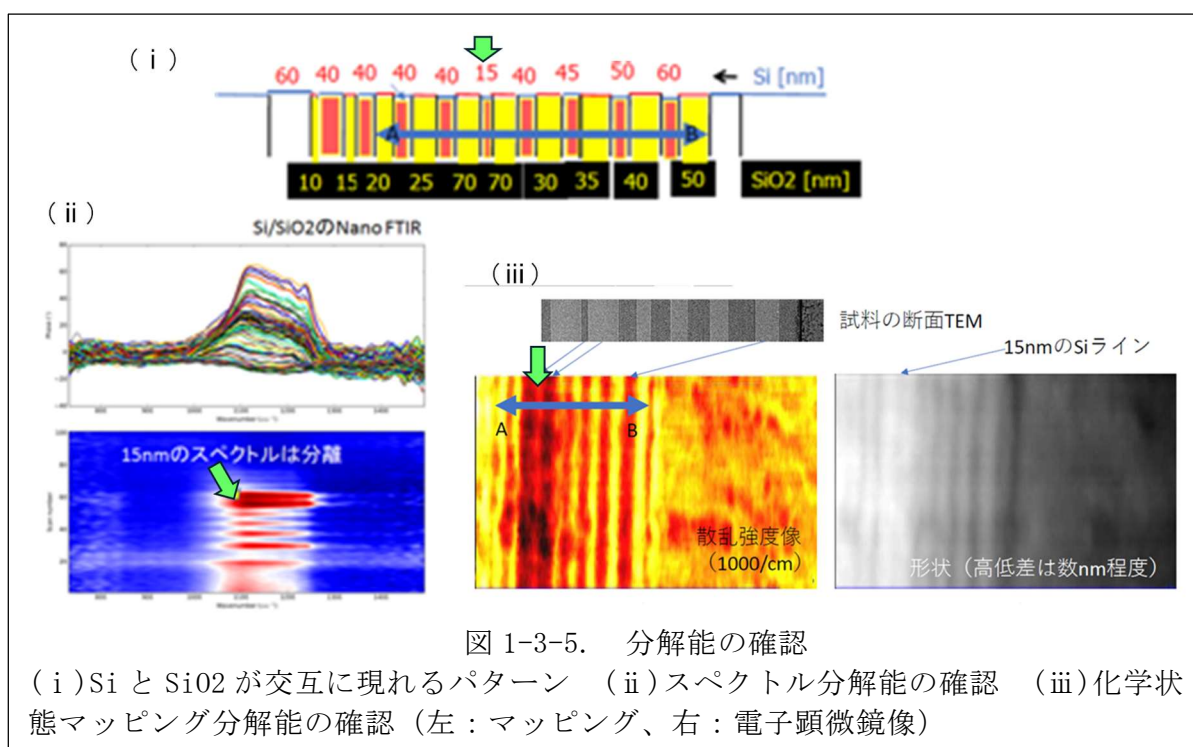 (ⅰ)
60 40 40 40 40 15 40 45 50 60 ← Si [nm]
A B
10 15 20 25 70 70 30 35 40 50 SiO2 [nm]
(ⅱ)
Si/SiO2のNano FTIR
15nmのスペクトルは分離
(ⅲ)
試料の断面TEM
15nmのSiライン
A B
散乱強度像
(1000/cm)
形状（高低差は数nm程度）
図 1-3-5. 分解能の確認
(ⅰ)Si と SiO2 が交互に現れるパターン (ⅱ)スペクトル分解能の確認 (ⅲ)化学状
態マッピング分解能の確認（左：マッピング、右：電子顕微鏡像）